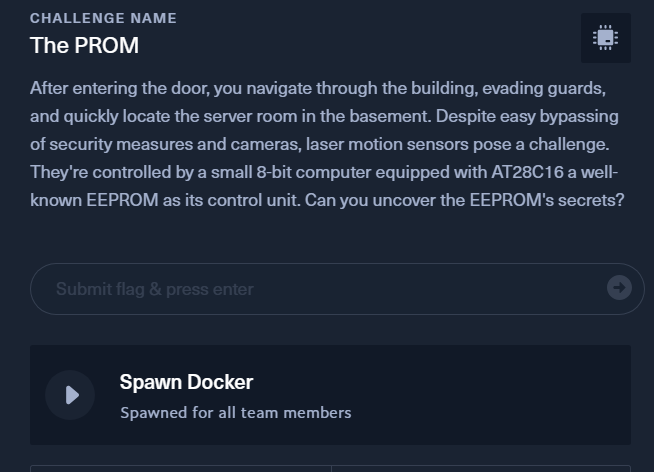 CHALLENGE NAME
The PROM
After entering the door, you navigate through the building, evading guards,
and quickly locate the server room in the basement. Despite easy bypassing
of security measures and cameras, laser motion sensors pose a challenge.
They're controlled by a small 8-bit computer equipped with AT28C16 a well-
known EEPROM as its control unit. Can you uncover the EEPROM's secrets?
Submit flag & press enter
Spawn Docker
Spawned for all team members